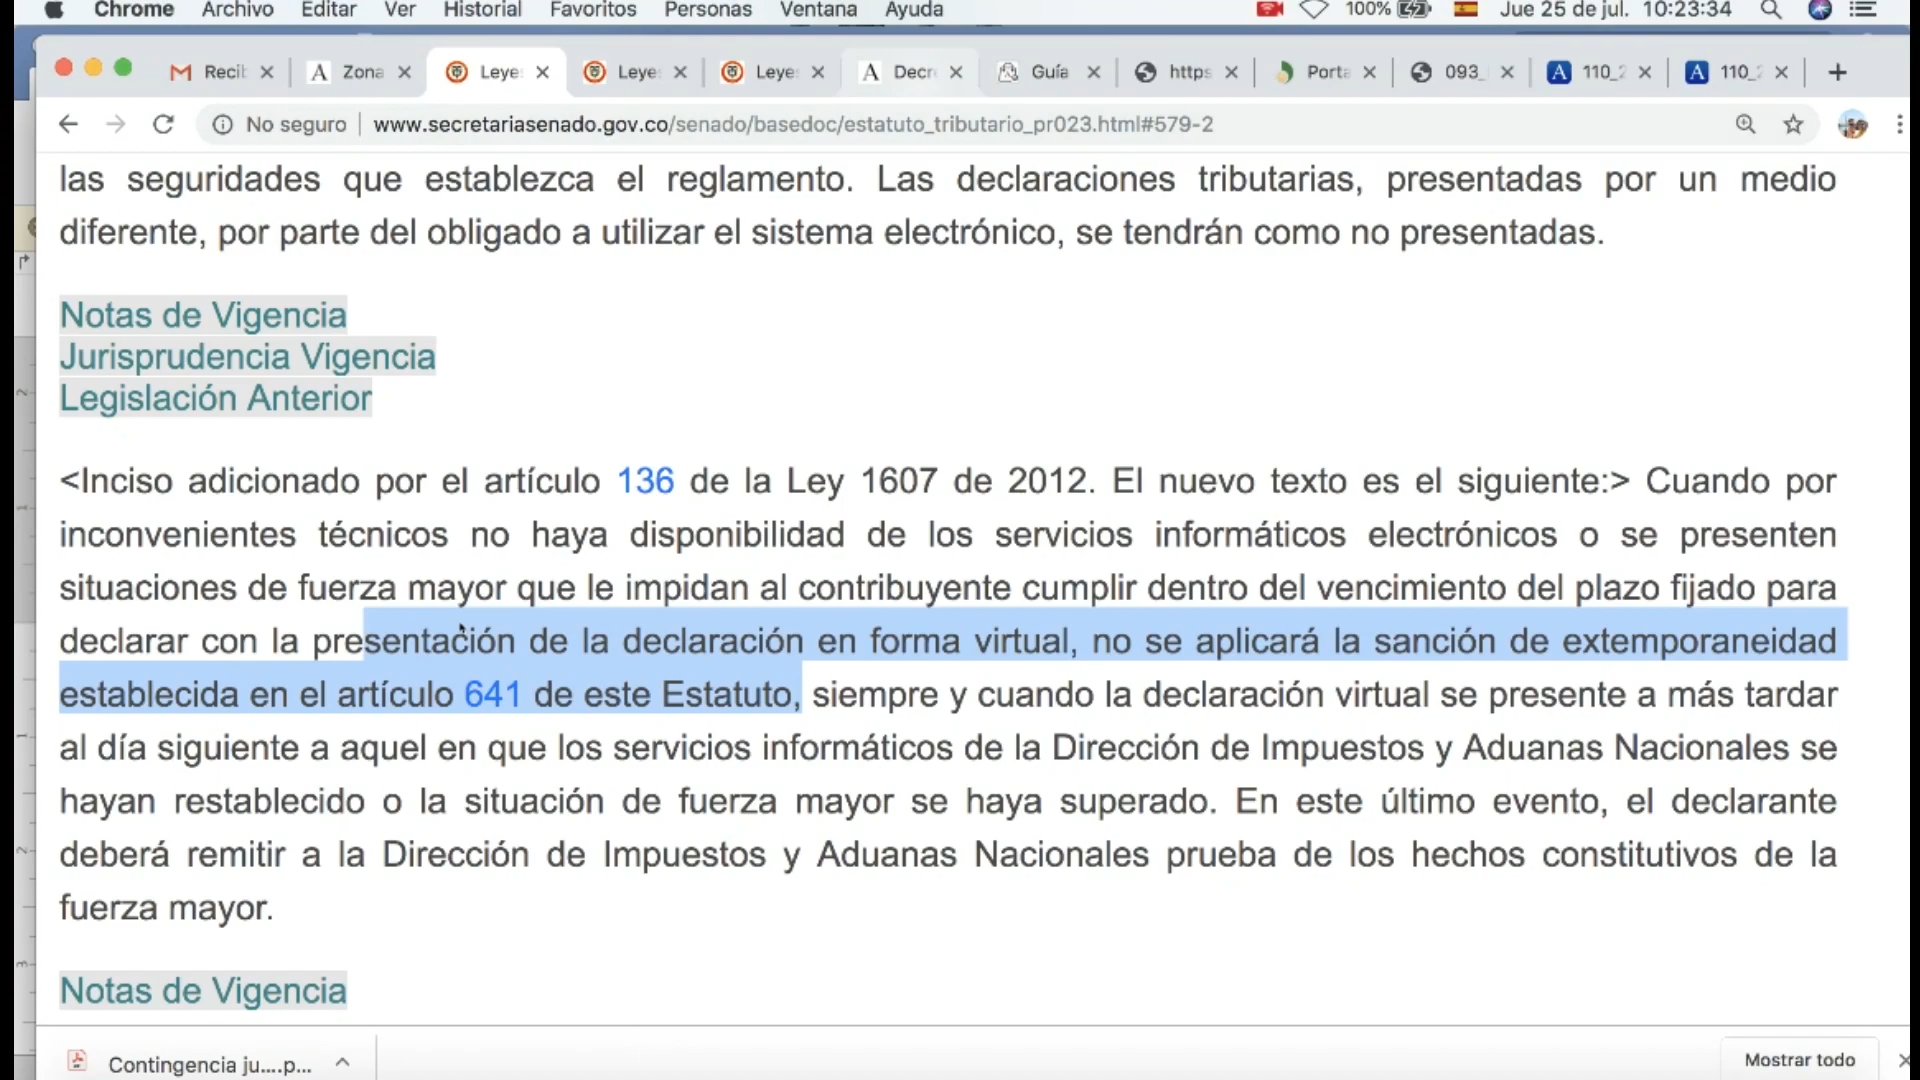 Chrome Archivo Editar Ver Historial Favoritos Personas Ventana Ayuda 100% Jue 25 de jul. 10:23:34
Recib Zona Leyes Leyes Leyes Decre Guía https Porta 093_ 110_2 110_2
No seguro www.secretariasenado.gov.co/senado/basedoc/estatuto_tributario_pr023.html#579-2
las seguridades que establezca el reglamento. Las declaraciones tributarias, presentadas por un medio
diferente, por parte del obligado a utilizar el sistema electrónico, se tendrán como no presentadas.
Notas de Vigencia
Jurisprudencia Vigencia
Legislación Anterior
<Inciso adicionado por el artículo 136 de la Ley 1607 de 2012. El nuevo texto es el siguiente:> Cuando por
inconvenientes técnicos no haya disponibilidad de los servicios informáticos electrónicos o se presenten
situaciones de fuerza mayor que le impidan al contribuyente cumplir dentro del vencimiento del plazo fijado para
declarar con la presentación de la declaración en forma virtual, no se aplicará la sanción de extemporaneidad
establecida en el artículo 641 de este Estatuto, siempre y cuando la declaración virtual se presente a más tardar
al día siguiente a aquel en que los servicios informáticos de la Dirección de Impuestos y Aduanas Nacionales se
hayan restablecido o la situación de fuerza mayor se haya superado. En este último evento, el declarante
deberá remitir a la Dirección de Impuestos y Aduanas Nacionales prueba de los hechos constitutivos de la
fuerza mayor.
Notas de Vigencia
Contingencia ju....p... Mostrar todo